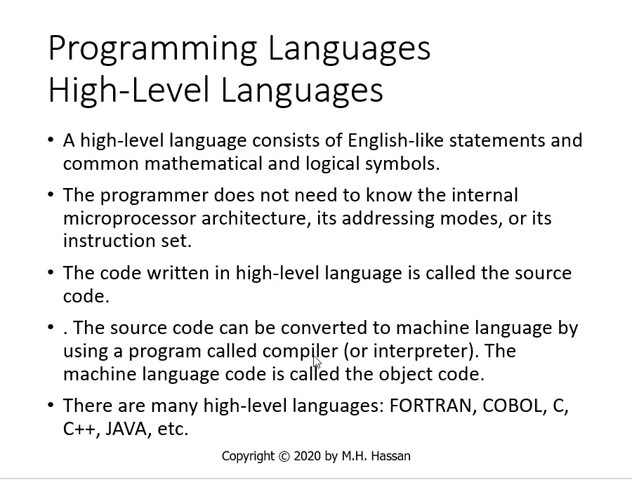 Programming Languages
High-Level Languages
• A high-level language consists of English-like statements and
common mathematical and logical symbols.
• The programmer does not need to know the internal
microprocessor architecture, its addressing modes, or its
instruction set.
• The code written in high-level language is called the source
code.
• . The source code can be converted to machine language by
using a program called compiler (or interpreter). The
machine language code is called the object code.
• There are many high-level languages: FORTRAN, COBOL, C,
C++, JAVA, etc.
Copyright © 2020 by M.H. Hassan